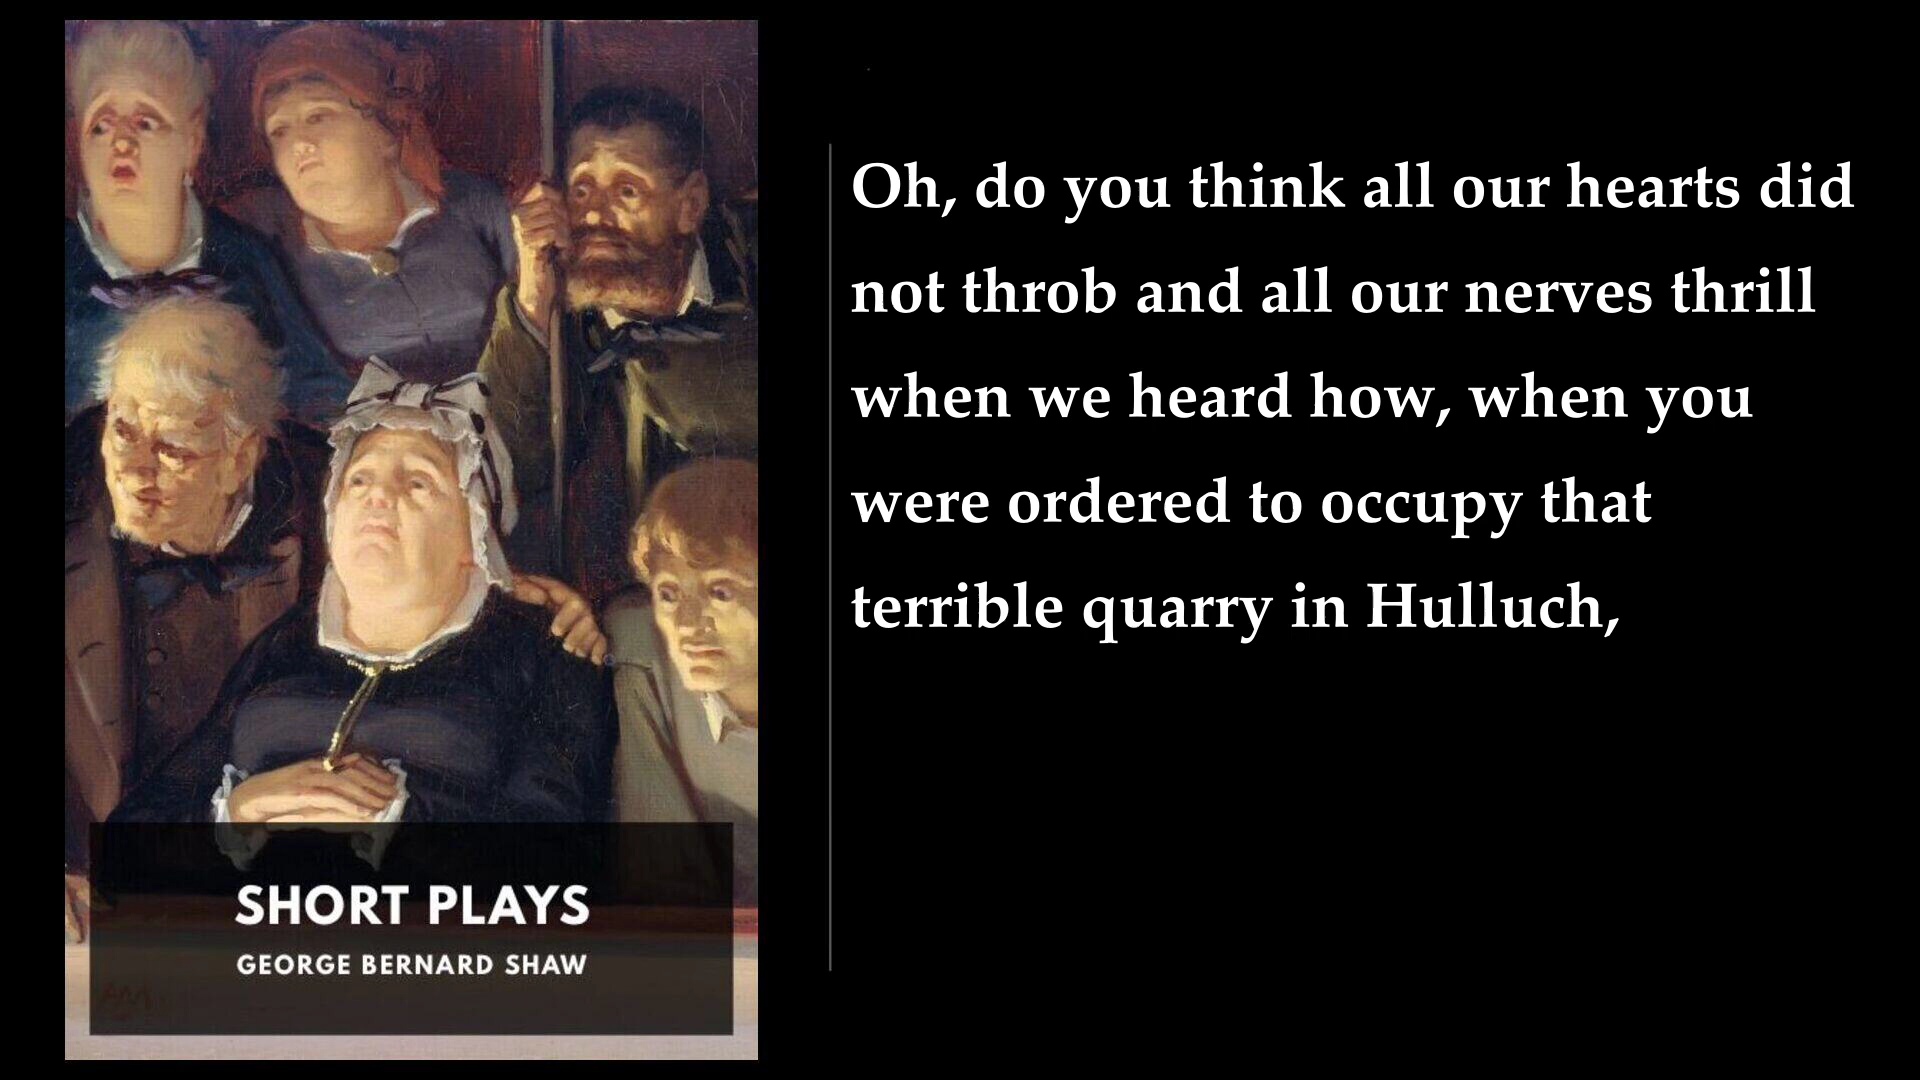 Oh, do you think all our hearts did
not throb and all our nerves thrill
when we heard how, when you
were ordered to occupy that
terrible quarry in Hulluch,
SHORT PLAYS
GEORGE BERNARD SHAW